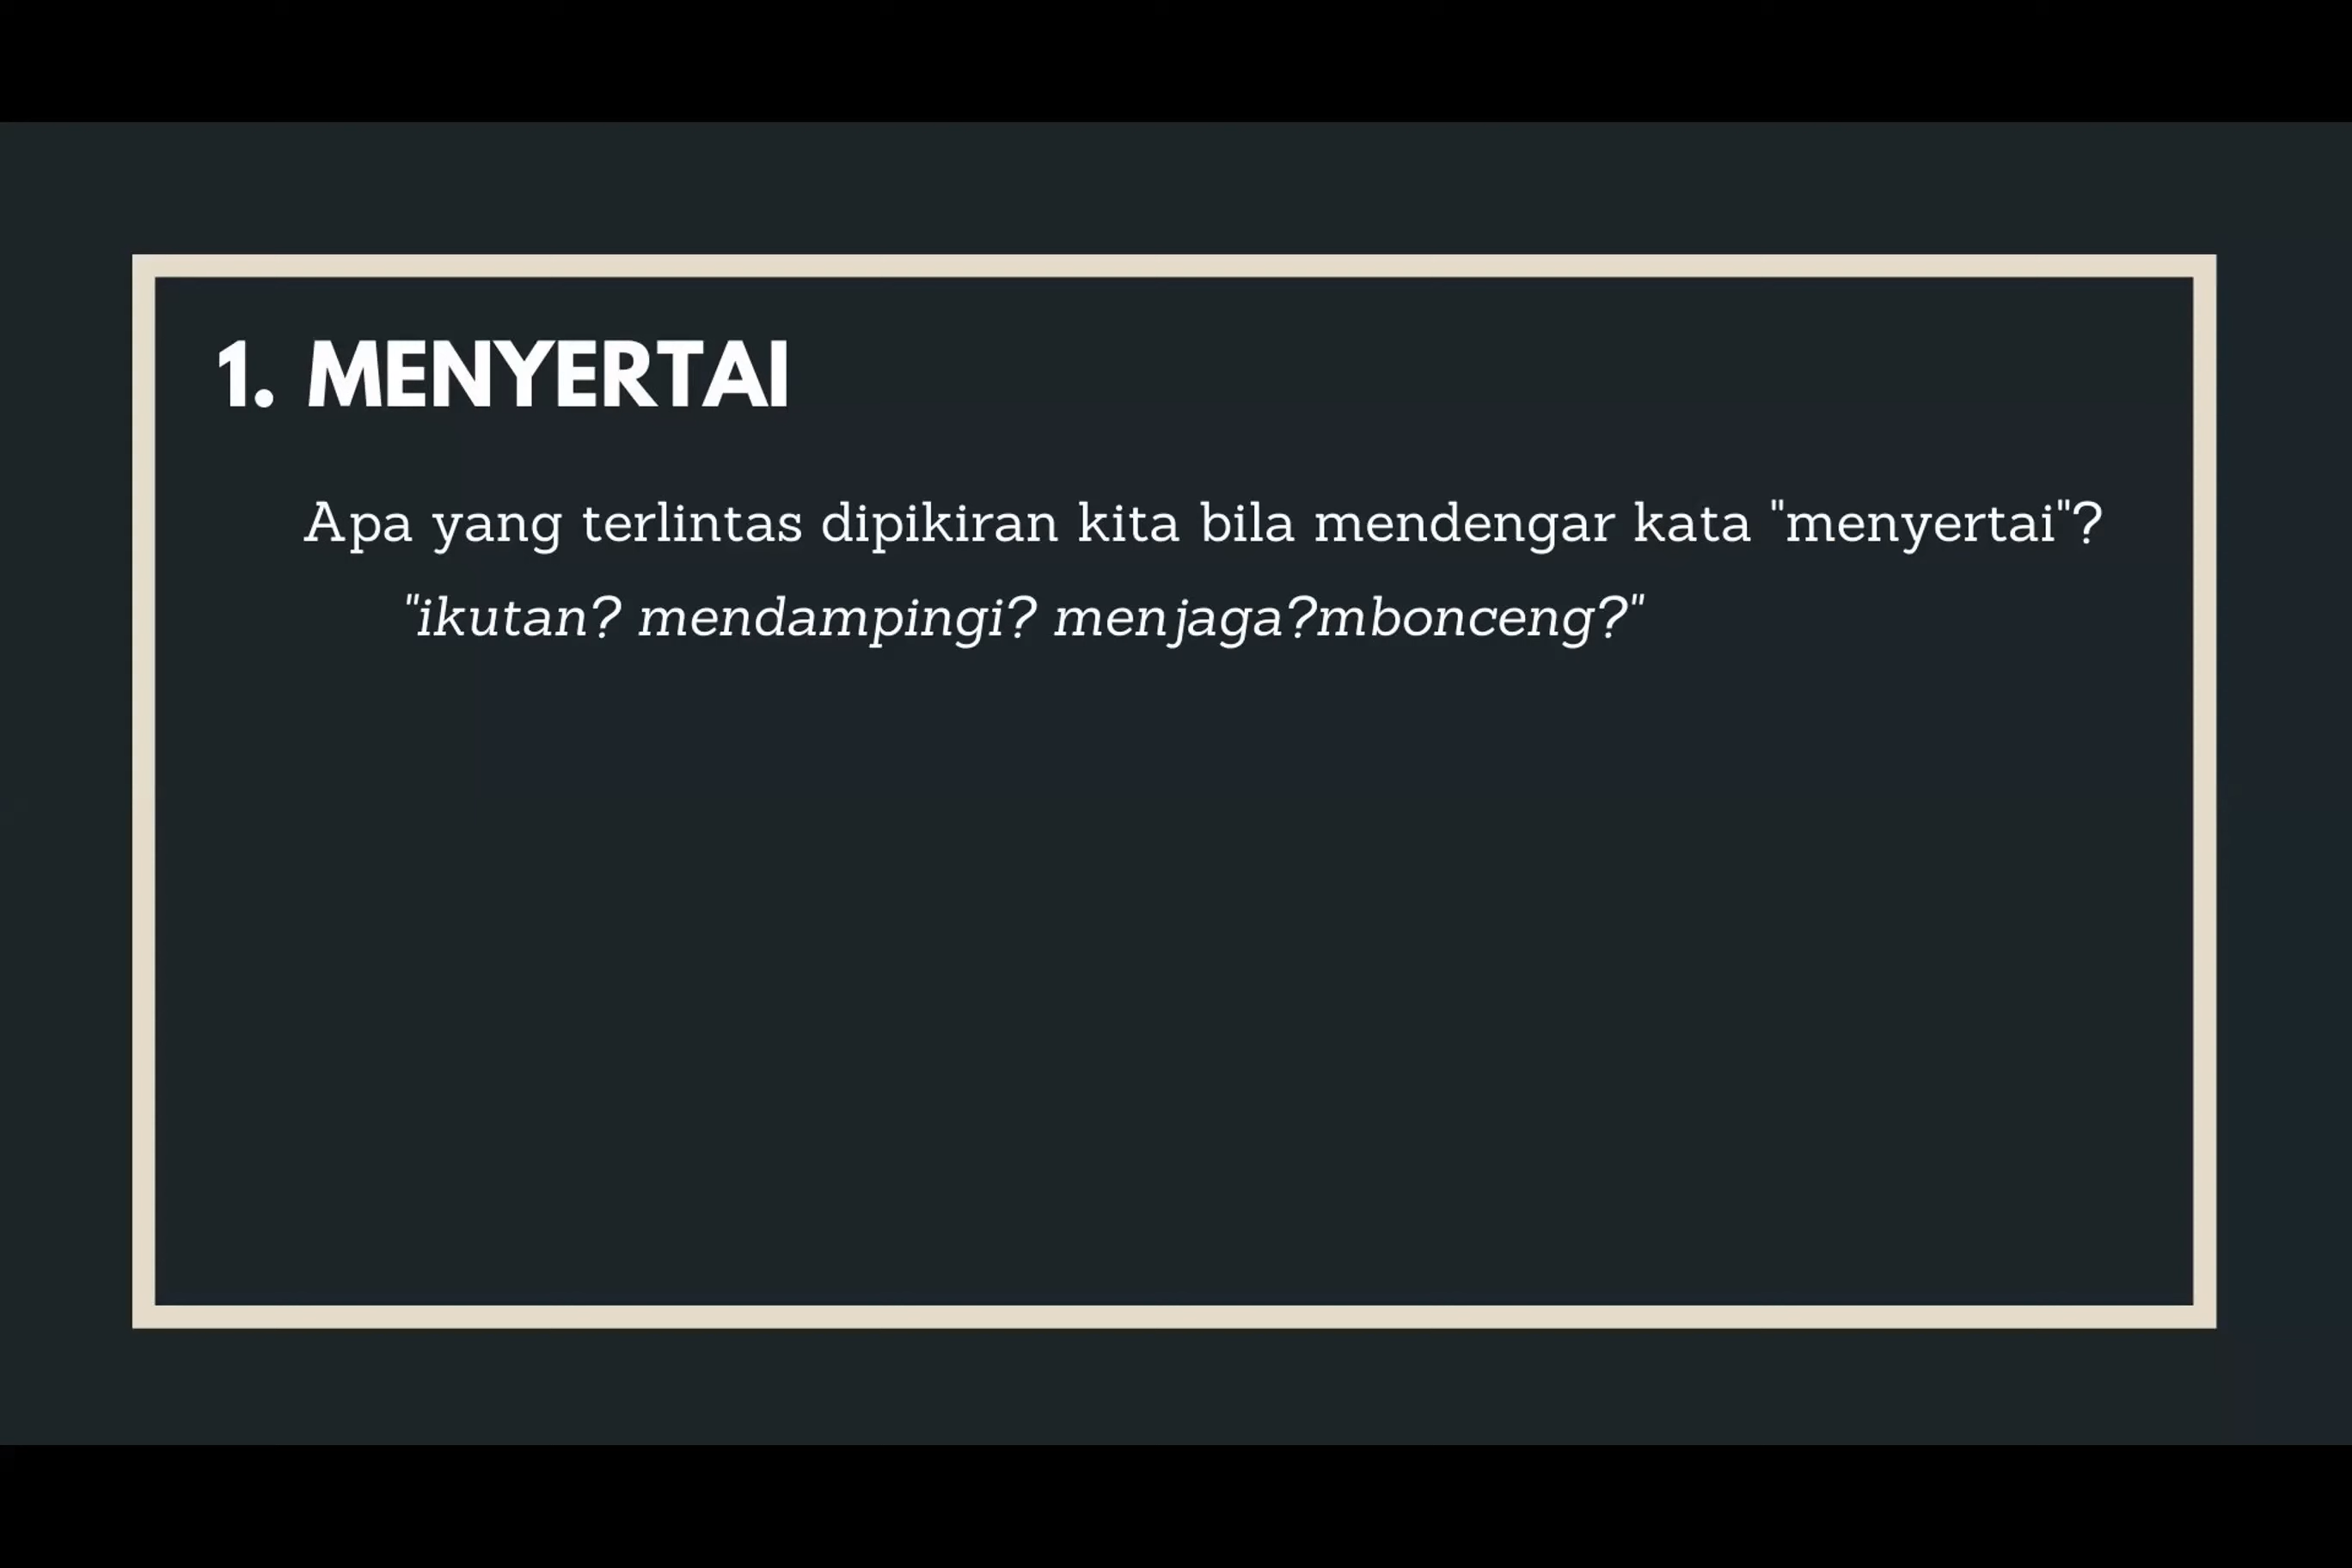 1. MENYERTAI
Apa yang terlintas dipikiran kita bila mendengar kata "menyertai"?
"ikutan? mendampingi? menjaga?mbonceng?"